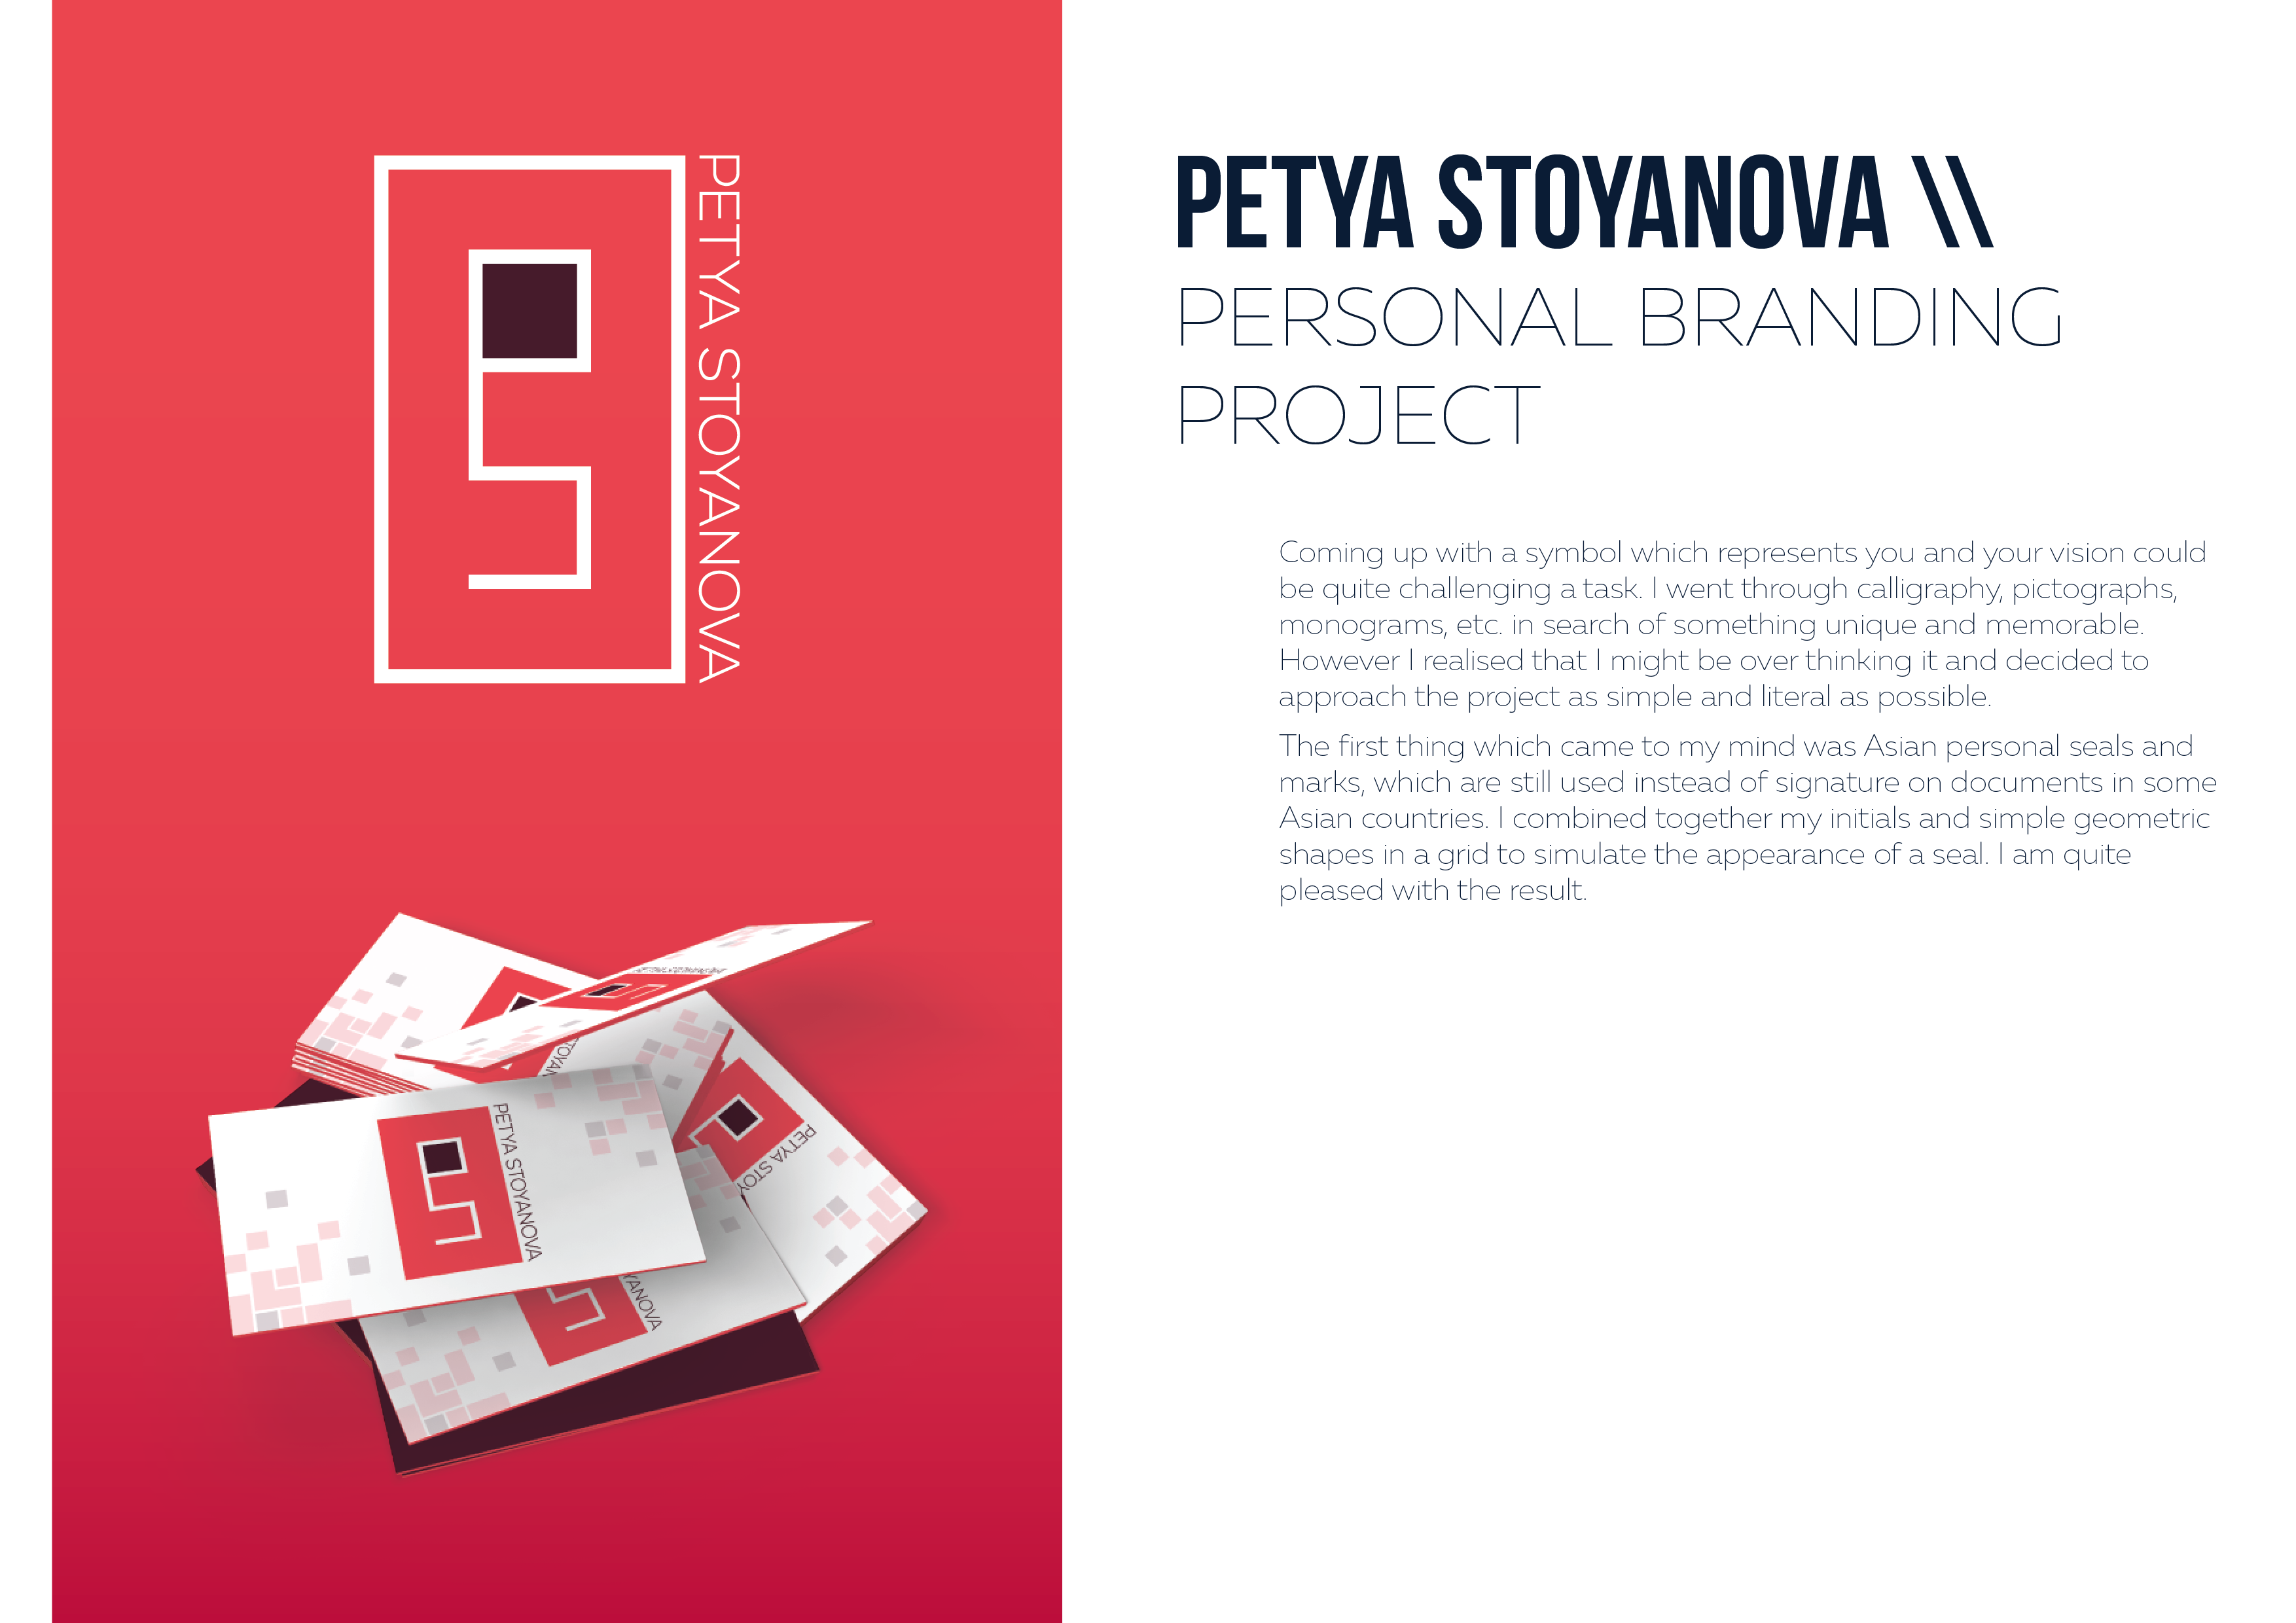 PETYA STOYANOVA
PETYA STOYANOVA \\
PERSONAL BRANDING
PROJECT
Coming up with a symbol which represents you and your vision could
be quite challenging a task. I went through calligraphy, pictographs,
monograms, etc. in search of something unique and memorable.
However I realised that I might be over thinking it and decided to
approach the project as simple and literal as possible.
The first thing which came to my mind was Asian personal seals and
marks, which are still used instead of signature on documents in some
Asian countries. I combined together my initials and simple geometric
shapes in a grid to simulate the appearance of a seal. I am quite
pleased with the result.
STOYAN
PETYA STOYANOVA
PETYA STOY
YANOVA